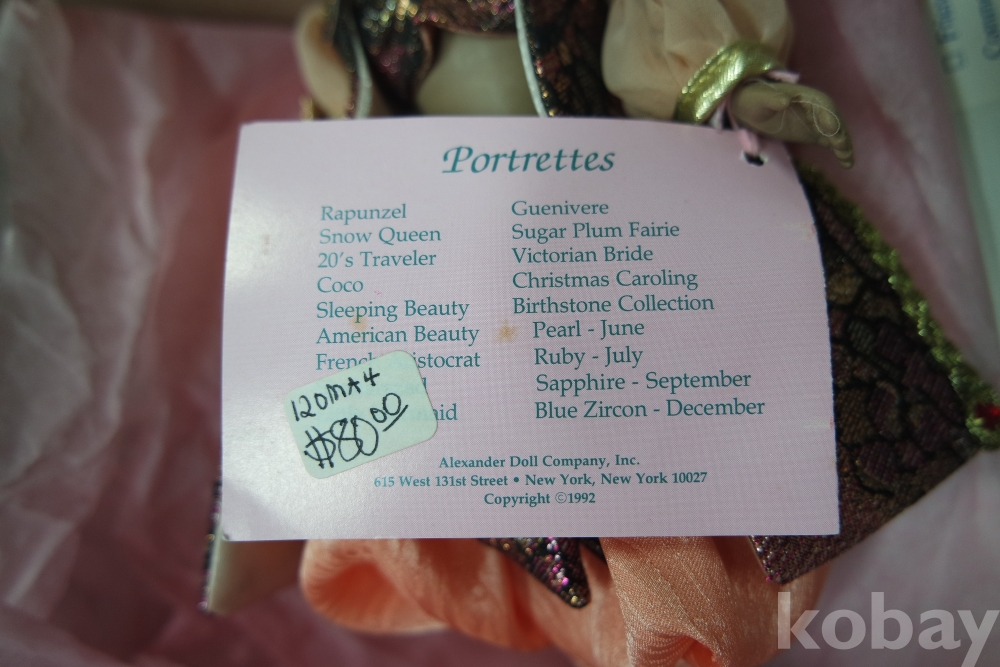 Portrettes
Rapunzel
Snow Queen
20's Traveler
Coco
Sleeping Beauty
American Beauty
French
Guenivere
Sugar Plum Fairie
Victorian Bride
Christmas Caroling
Birthstone Collection
Pearl - June
Ruby - July
Sapphire - September
Blue Zircon - December
120MA4
$80.00
Alexander Doll Company, Inc.
615 West 131st Street • New York, New York 10027
Copyright ©1992
kobay